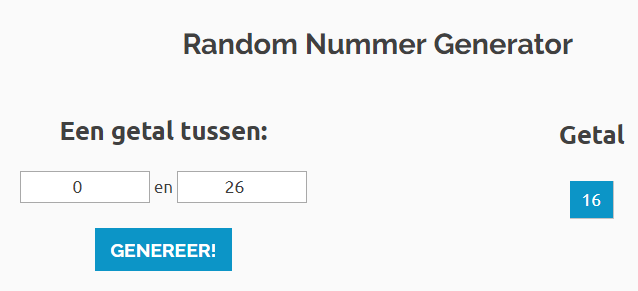 Random Nummer Generator
Een getal tussen:
0 en 26
GENEREER!
Getal
16